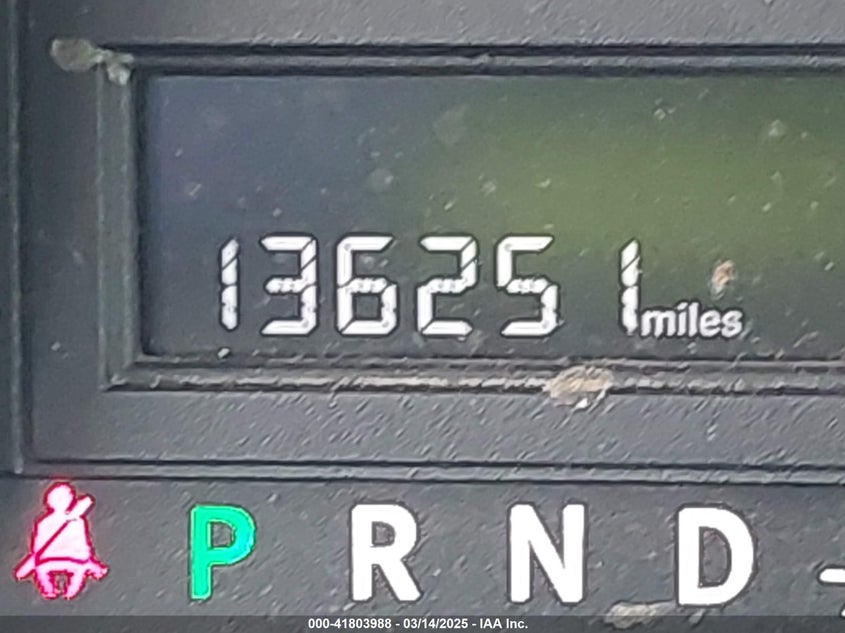 136251 miles
P R N D
000-41803988 - 03/14/2025 - IAA Inc.